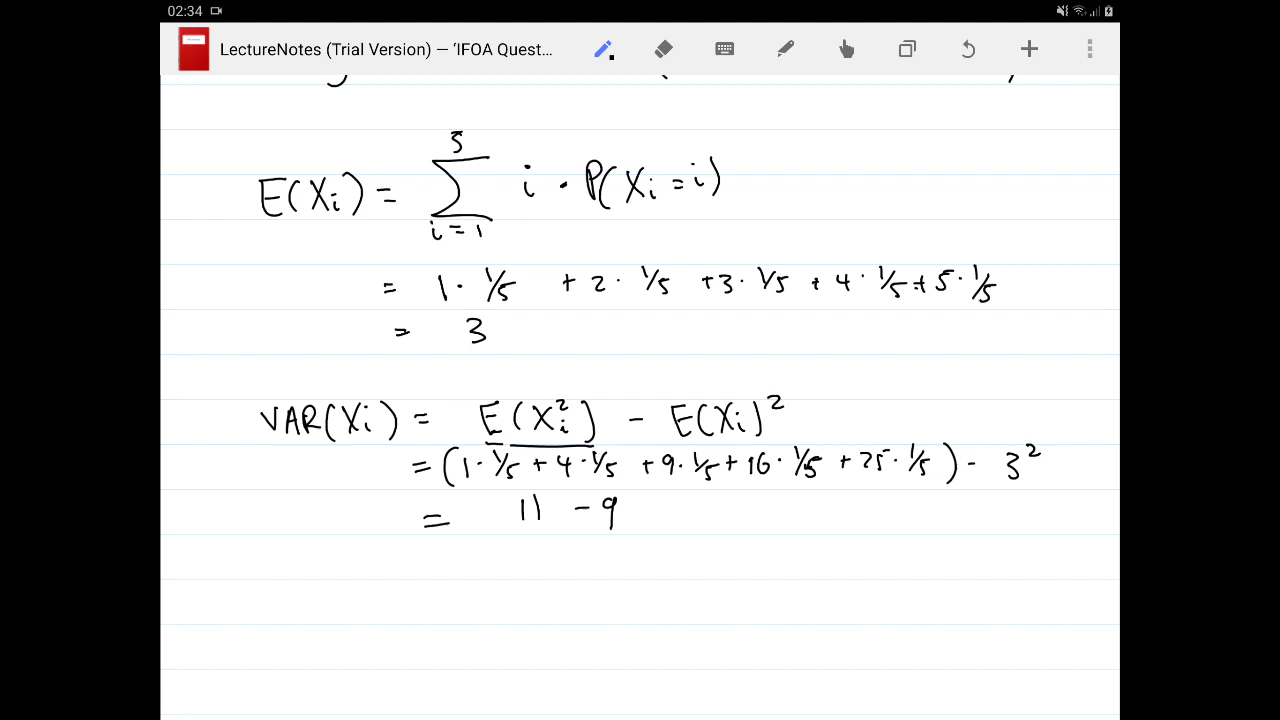 02:34
LectureNotes (Trial Version) — 'IFOA Quest...
5
E(Xi) = ∑ i · P(Xi = i)
i = 1
= 1 · 1/5 + 2 · 1/5 + 3 · 1/5 + 4 · 1/5 + 5 · 1/5
= 3
VAR(Xi) = E(Xi²) - E(Xi)²
= (1 · 1/5 + 4 · 1/5 + 9 · 1/5 + 16 · 1/5 + 25 · 1/5) - 3²
= 11 - 9